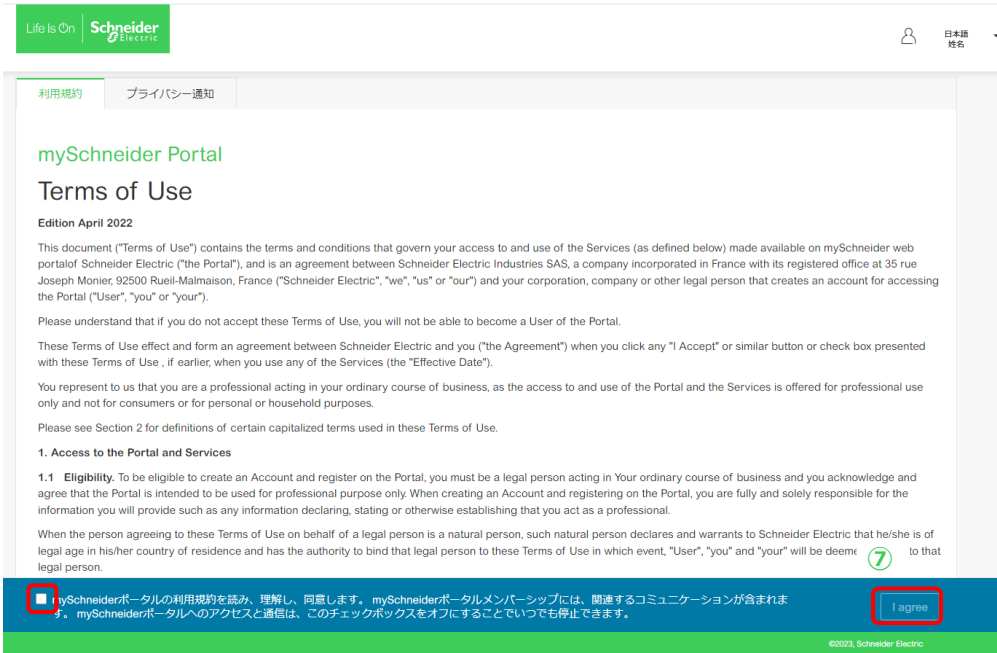 Life Is On
Schneider
Electric
日本語
姓名
利用規約
プライバシー通知
mySchneider Portal
Terms of Use
Edition April 2022
This document ("Terms of Use") contains the terms and conditions that govern your access to and use of the Services (as defined below) made available on mySchneider web
portalof Schneider Electric ("the Portal"), and is an agreement between Schneider Electric Industries SAS, a company incorporated in France with its registered office at 35 rue
Joseph Monier, 92500 Rueil-Malmaison, France ("Schneider Electric", "we", "us" or "our") and your corporation, company or other legal person that creates an account for accessing
the Portal ("User", "you" or "your").
Please understand that if you do not accept these Terms of Use, you will not be able to become a User of the Portal.
These Terms of Use effect and form an agreement between Schneider Electric and you ("the Agreement") when you click any "I Accept" or similar button or check box presented
with these Terms of Use , if earlier, when you use any of the Services (the "Effective Date").
You represent to us that you are a professional acting in your ordinary course of business, as the access to and use of the Portal and the Services is offered for professional use
only and not for consumers or for personal or household purposes.
Please see Section 2 for definitions of certain capitalized terms used in these Terms of Use.
1. Access to the Portal and Services
1.1 Eligibility. To be eligible to create an Account and register on the Portal, you must be a legal person acting in Your ordinary course of business and you acknowledge and
agree that the Portal is intended to be used for professional purpose only. When creating an Account and registering on the Portal, you are fully and solely responsible for the
information you will provide such as any information declaring, stating or otherwise establishing that you act as a professional.
When the person agreeing to these Terms of Use on behalf of a legal person is a natural person, such natural person declares and warrants to Schneider Electric that he/she is of
legal age in his/her country of residence and has the authority to bind that legal person to these Terms of Use in which event, "User", "you" and "your" will be deeme to that
legal person.
⑦
mySchneiderポータルの利用規約を読み、理解し、同意します。 mySchneiderポータルメンバーシップには、関連するコミュニケーションが含まれま
す。 mySchneiderポータルへのアクセスと通信は、このチェックボックスをオフにすることでいつでも停止できます。
I agree
©2023, Schneider Electric